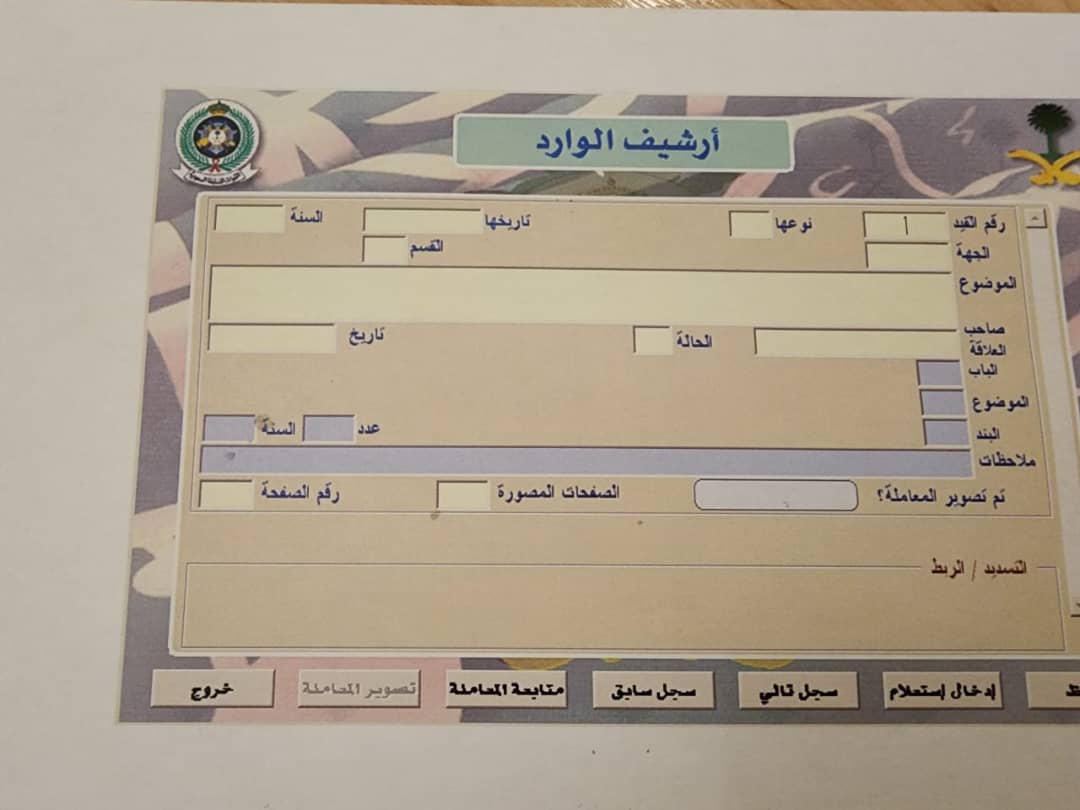 أرشيف الوارد
رقم القيد نوعها تاريخها السنة
الجهة القسم
الموضوع
صاحب العلاقة الحالة تاريخ
الباب
الموضوع
البند عدد السنة
ملاحظات
تم تصوير المعاملة؟ الصفحات المصورة رقم الصفحة
التسديد / الربط
إدخال إستعلام سجل تالي سجل سابق متابعة المعاملة تصوير المعاملة خروج